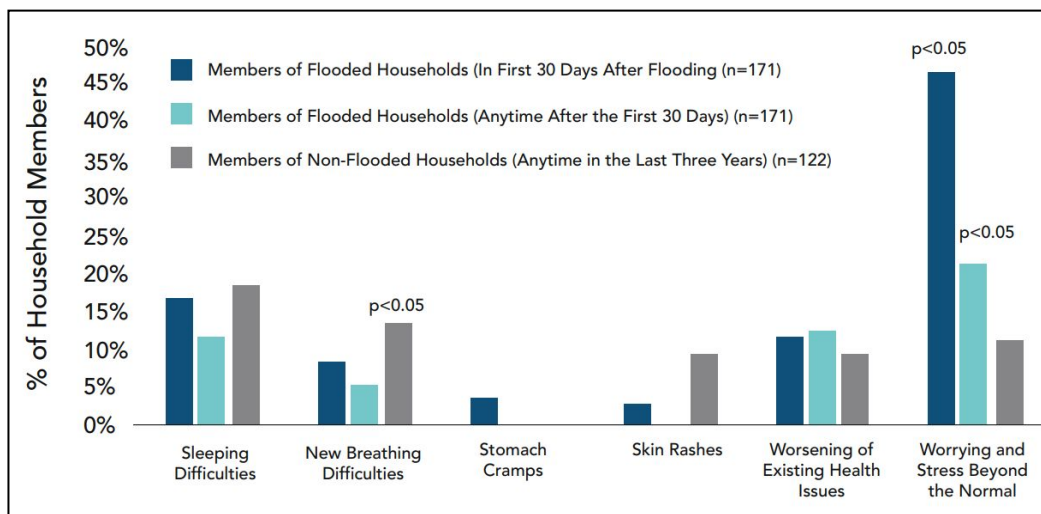 % of Household Members
50%
45%
40%
35%
30%
25%
20%
15%
10%
5%
0%
Members of Flooded Households (In First 30 Days After Flooding (n=171)
Members of Flooded Households (Anytime After the First 30 Days) (n=171)
Members of Non-Flooded Households (Anytime in the Last Three Years) (n=122)
p<0.05
p<0.05
p<0.05
Sleeping
Difficulties
New Breathing
Difficulties
Stomach
Cramps
Skin Rashes
Worsening of
Existing Health
Issues
Worrying and
Stress Beyond
the Normal